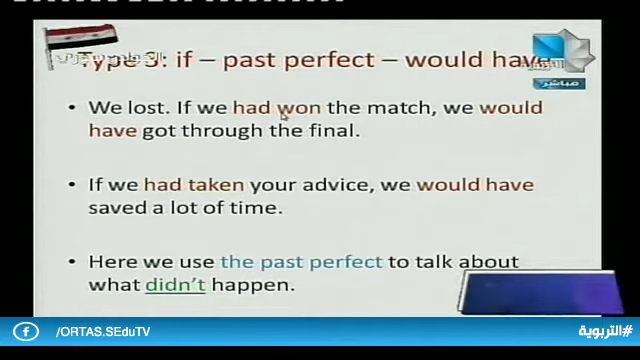 Type 3: if – past perfect – would have
• We lost. If we had won the match, we would
have got through the final.
• If we had taken your advice, we would have
saved a lot of time.
• Here we use the past perfect to talk about
what didn't happen.
مباشر
/ORTAS.SEduTV
#التربوية